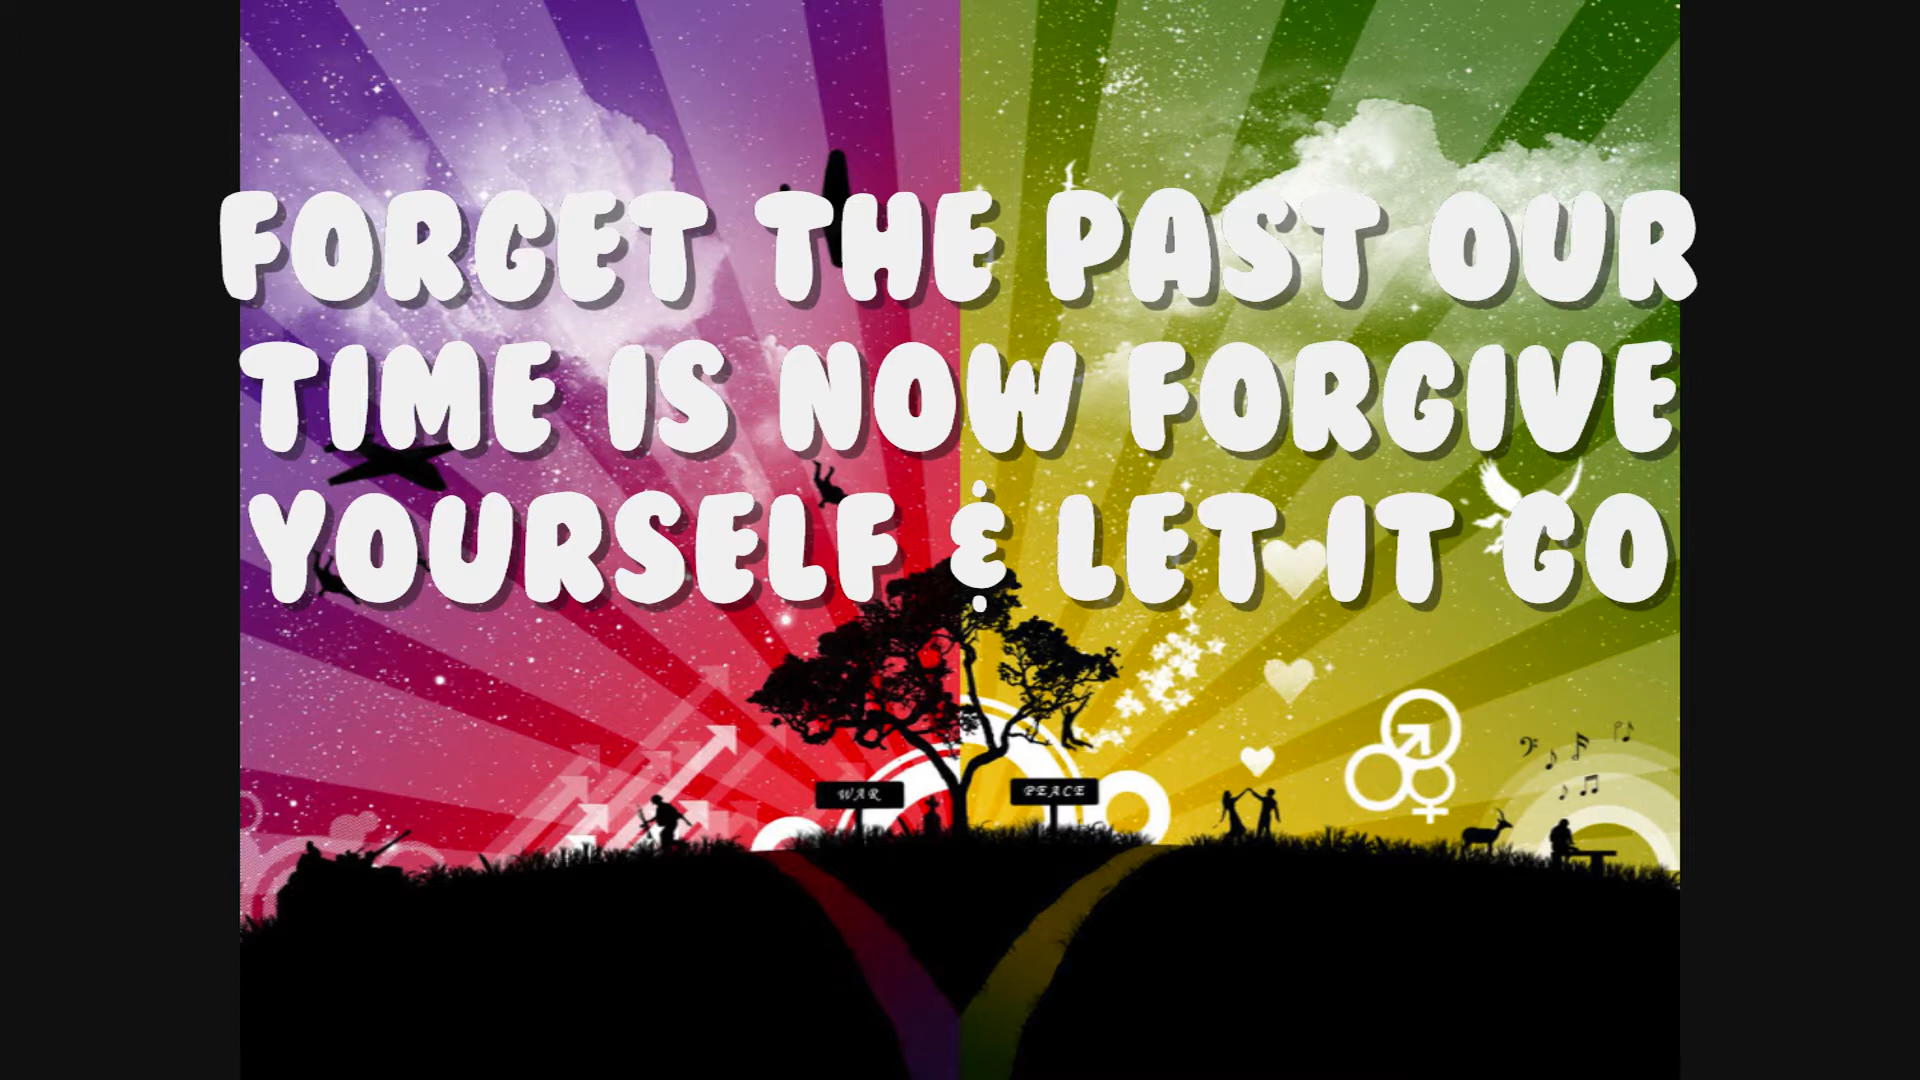 FORGET THE PAST OUR
TIME IS NOW FORGIVE
YOURSELF & LET IT GO
WAR
PEACE